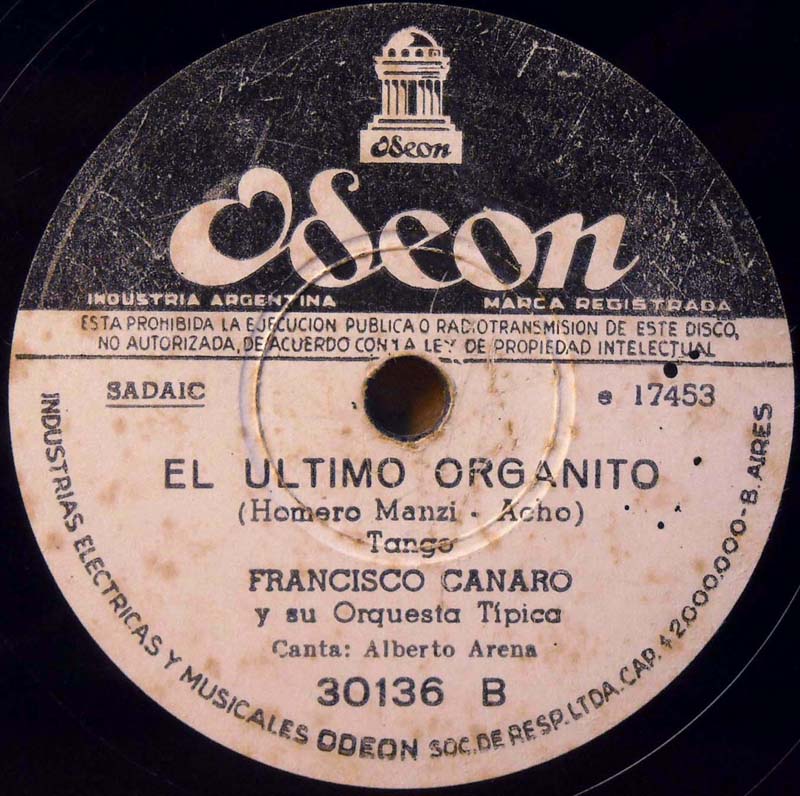 Odeon
Odeon
INDUSTRIA ARGENTINA MARCA REGISTRADA
ESTA PROHIBIDA LA EJECUCION PUBLICA O RADIOTRANSMISION DE ESTE DISCO,
NO AUTORIZADA, DE ACUERDO CON LA LEY DE PROPIEDAD INTELECTUAL
SADAIC e 17453
EL ULTIMO ORGANITO
(Homero Manzi - Acho)
Tango
FRANCISCO CANARO
y su Orquesta Típica
Canta: Alberto Arena
30136 B
INDUSTRIAS ELECTRICAS Y MUSICALES ODEON SOC. DE RESP. LTDA. CAP. $2.000.000-B. AIRES